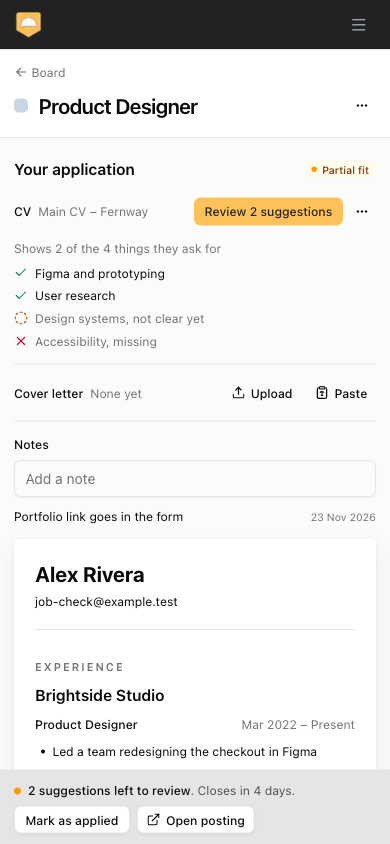 Board
Product Designer
Your application
Partial fit
CV Main CV – Fernway
Review 2 suggestions
Shows 2 of the 4 things they ask for
Figma and prototyping
User research
Design systems, not clear yet
Accessibility, missing
Cover letter None yet
Upload
Paste
Notes
Add a note
Portfolio link goes in the form
23 Nov 2026
Alex Rivera
job-check@example.test
EXPERIENCE
Brightside Studio
Product Designer
Mar 2022 – Present
• Led a team redesigning the checkout in Figma
2 suggestions left to review. Closes in 4 days.
Mark as applied
Open posting